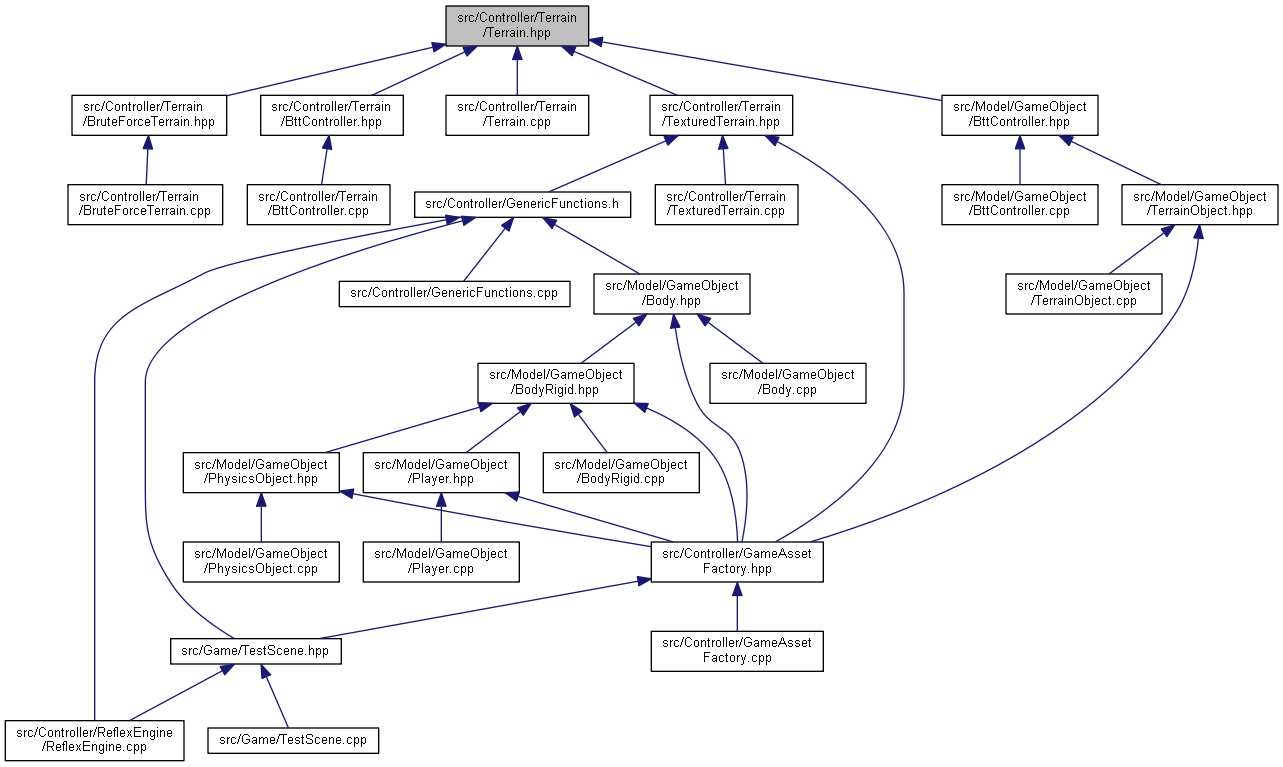 src/Controller/Terrain
/Terrain.hpp
src/Controller/Terrain
/BruteForceTerrain.hpp
src/Controller/Terrain
/BttController.hpp
src/Controller/Terrain
/Terrain.cpp
src/Controller/Terrain
/TexturedTerrain.hpp
src/Model/GameObject
/BttController.hpp
src/Controller/Terrain
/BruteForceTerrain.cpp
src/Controller/Terrain
/BttController.cpp
src/Controller/GenericFunctions.h
src/Controller/Terrain
/TexturedTerrain.cpp
src/Model/GameObject
/BttController.cpp
src/Model/GameObject
/TerrainObject.hpp
src/Controller/GenericFunctions.cpp
src/Model/GameObject
/Body.hpp
src/Model/GameObject
/TerrainObject.cpp
src/Model/GameObject
/BodyRigid.hpp
src/Model/GameObject
/Body.cpp
src/Model/GameObject
/PhysicsObject.hpp
src/Model/GameObject
/Player.hpp
src/Model/GameObject
/BodyRigid.cpp
src/Model/GameObject
/PhysicsObject.cpp
src/Model/GameObject
/Player.cpp
src/Controller/GameAsset
Factory.hpp
src/Game/TestScene.hpp
src/Controller/GameAsset
Factory.cpp
src/Controller/ReflexEngine
/ReflexEngine.cpp
src/Game/TestScene.cpp